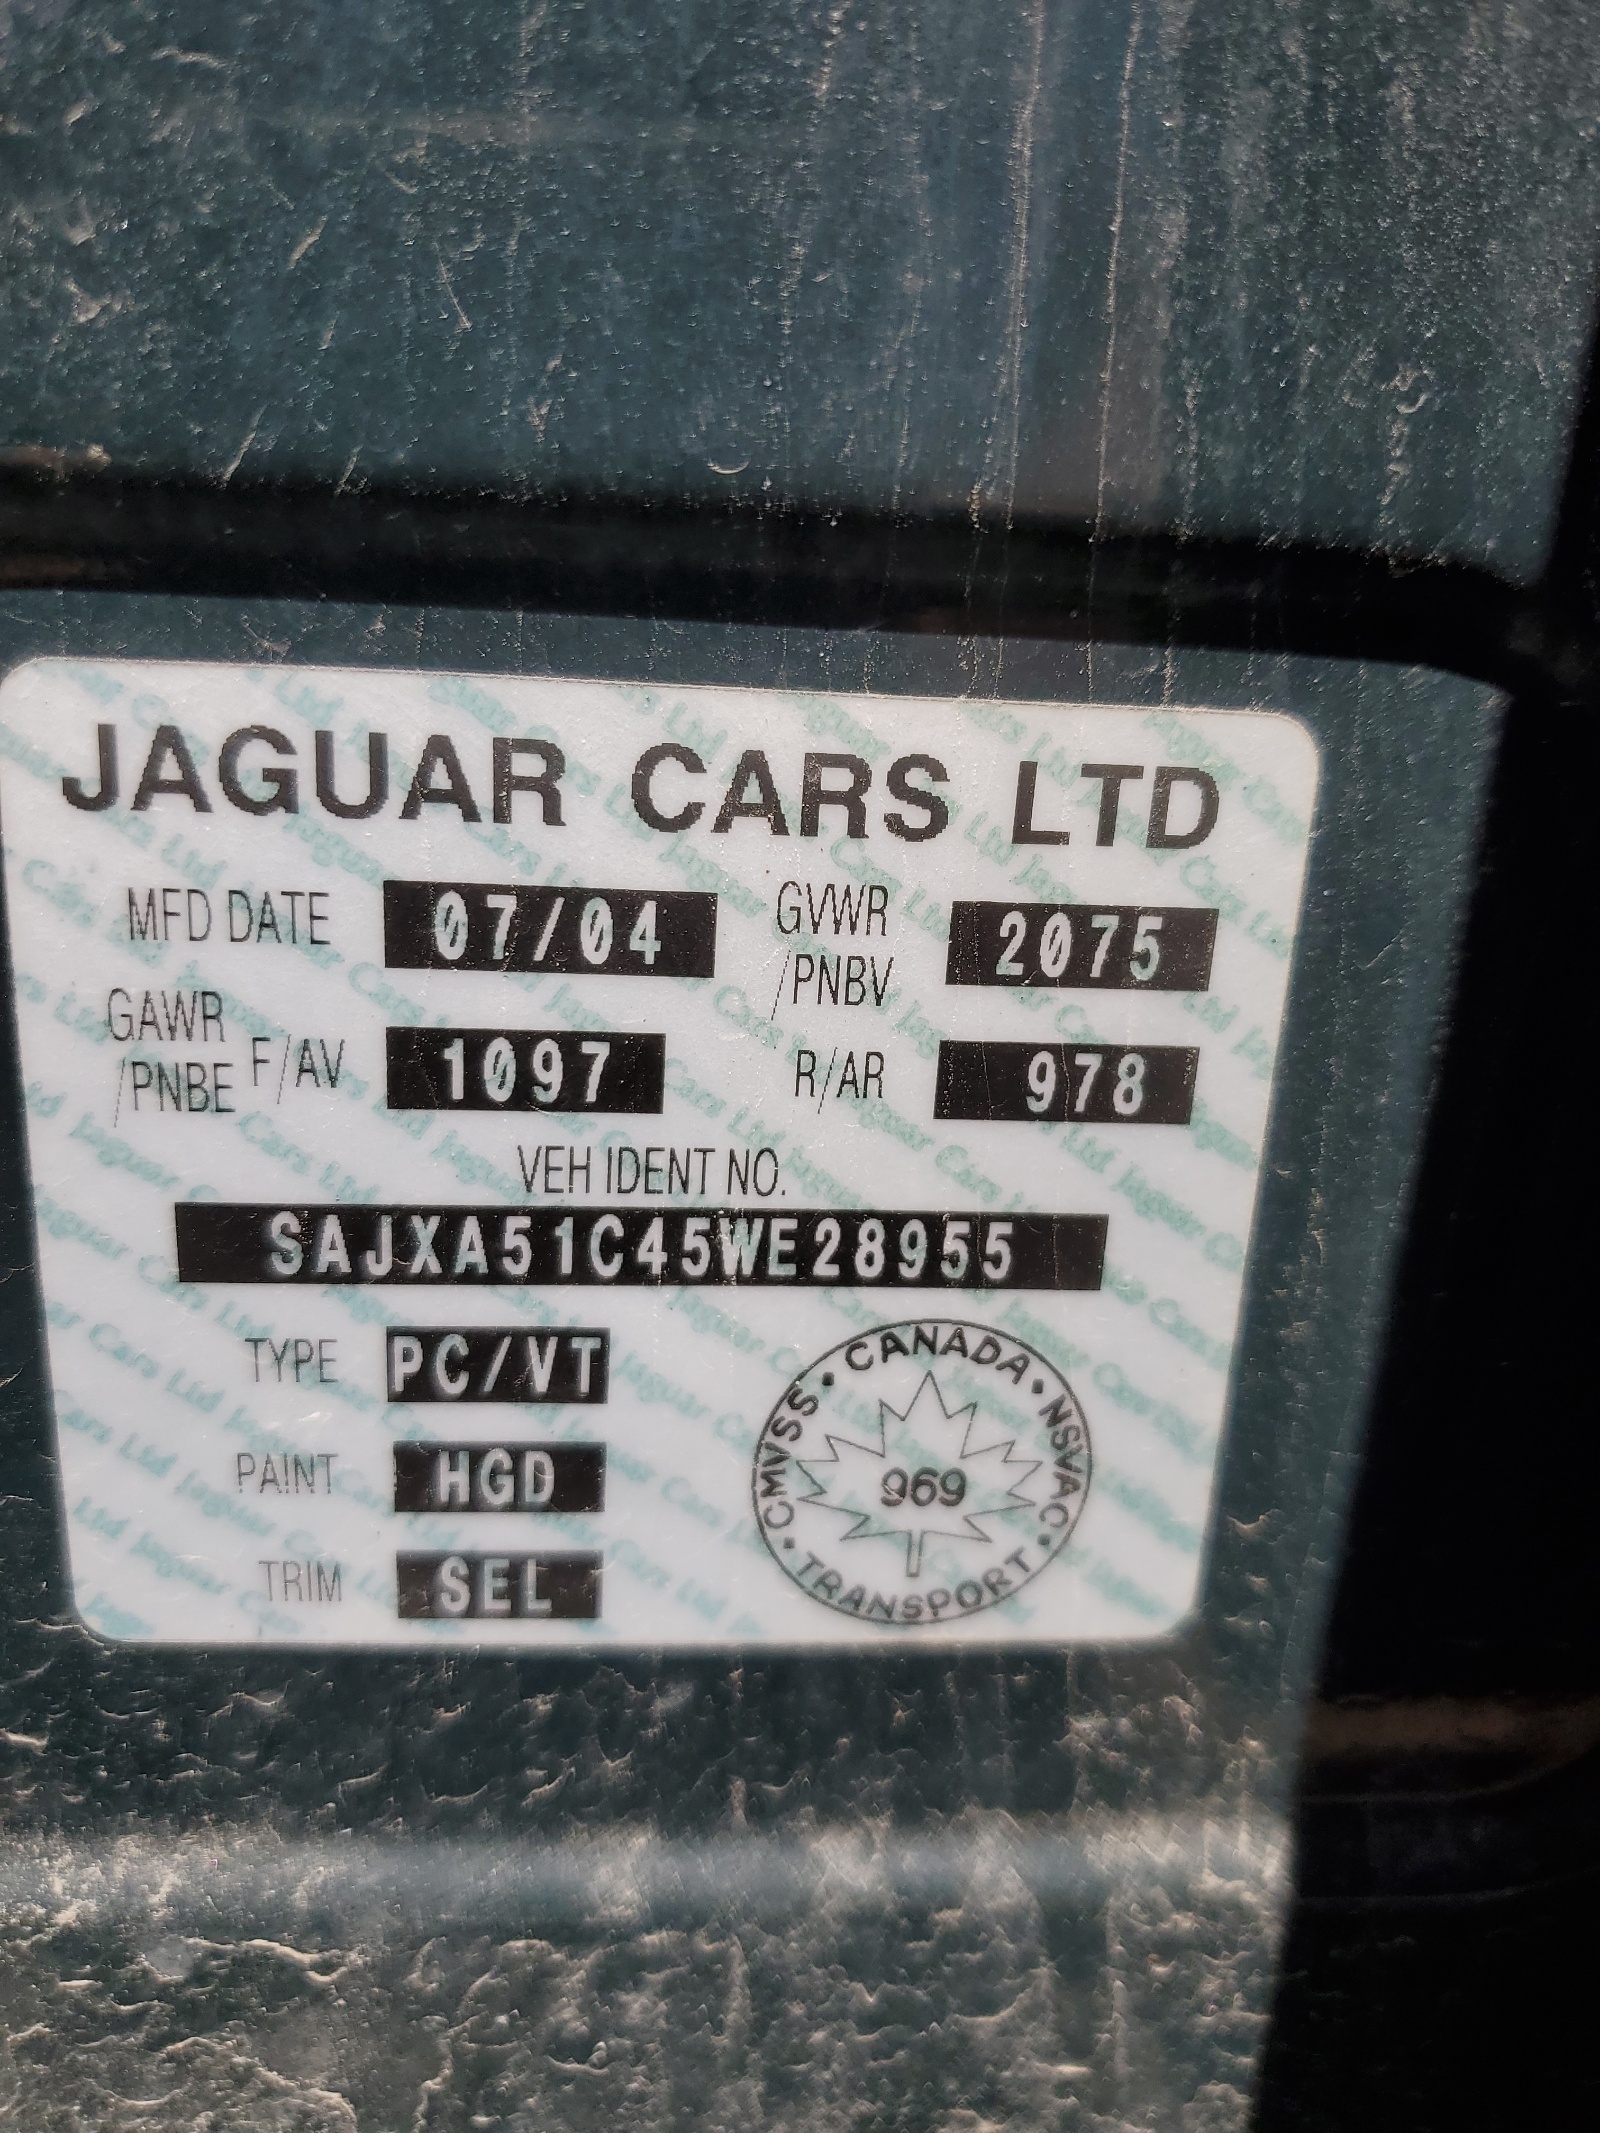 JAGUAR CARS LTD
MFD DATE 07/04 GVWR /PNBV 2075
GAWR /PNBE F/AV 1097 R/AR 978
VEH IDENT NO.
SAJXA51C45WE28955
TYPE PC/VT
PAINT HGD
TRIM SEL
CANADA · NSVAC · TRANSPORT · CMVSS ·
969